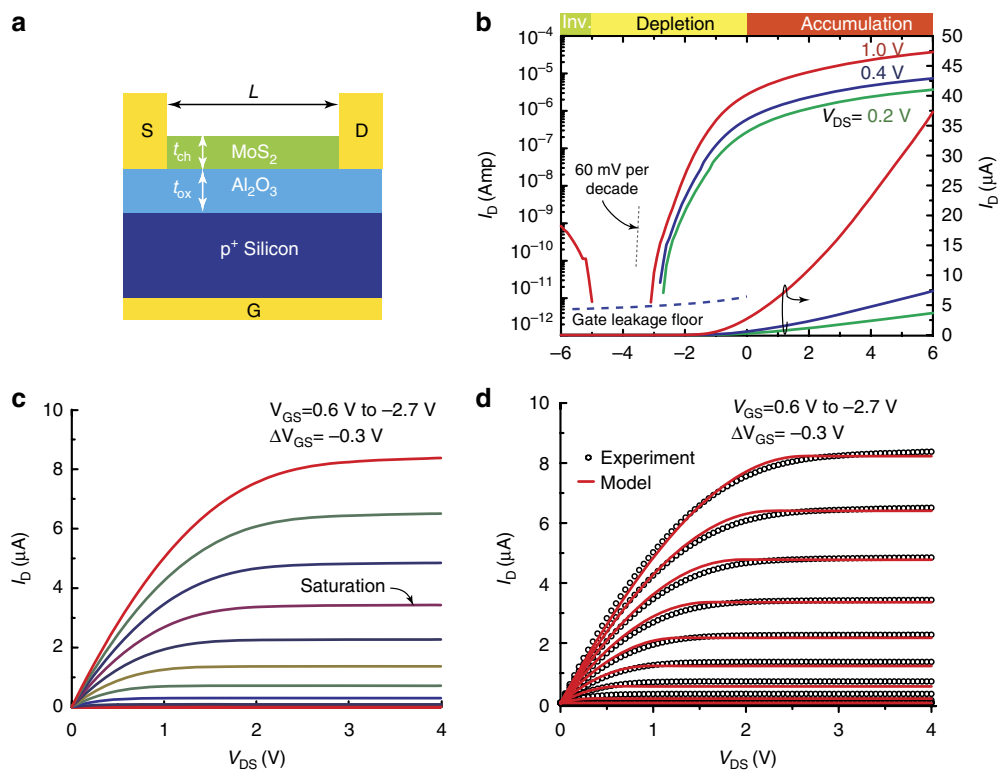 a
L
S
D
t_ch
MoS₂
t_ox
Al₂O₃
p⁺ Silicon
G
b
Inv.
Depletion
Accumulation
10⁻⁴
10⁻⁵
10⁻⁶
10⁻⁷
10⁻⁸
10⁻⁹
10⁻¹⁰
10⁻¹¹
10⁻¹²
I_D (Amp)
1.0 V
0.4 V
V_DS= 0.2 V
60 mV per
decade
Gate leakage floor
50
45
40
35
30
25
20
15
10
5
0
I_D (μA)
−6
−4
−2
0
2
4
6
c
V_GS=0.6 V to −2.7 V
ΔV_GS= −0.3 V
Saturation
10
8
6
4
2
0
I_D (μA)
0
1
2
3
4
V_DS (V)
d
V_GS=0.6 V to −2.7 V
ΔV_GS= −0.3 V
Experiment
Model
10
8
6
4
2
0
I_D (μA)
0
1
2
3
4
V_DS (V)